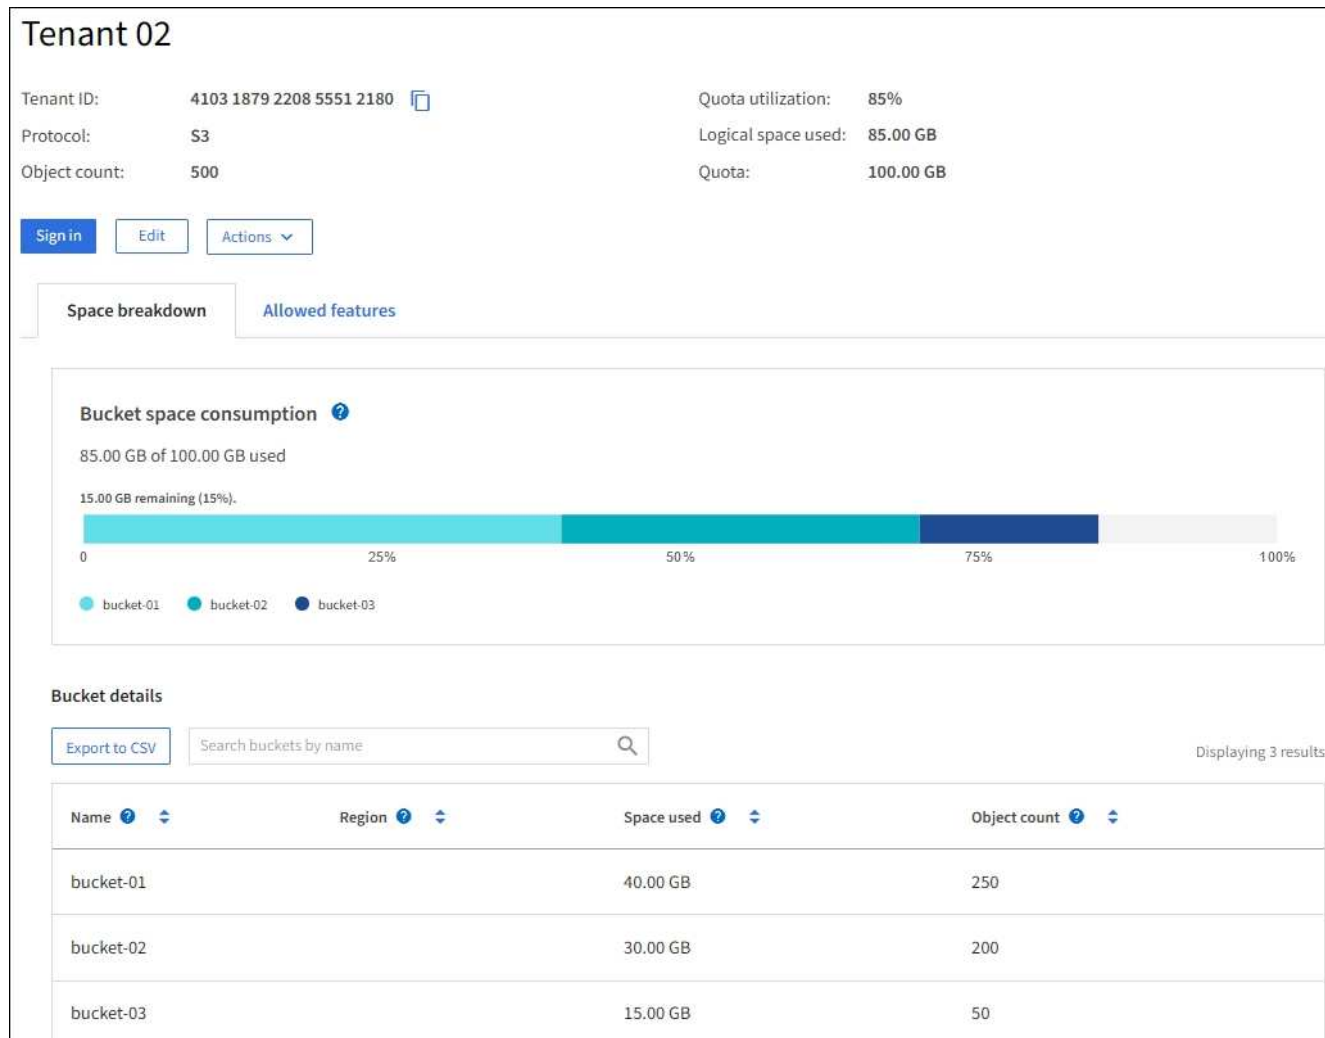 Tenant 02
Tenant ID: 4103 1879 2208 5551 2180
Protocol: S3
Object count: 500
Quota utilization: 85%
Logical space used: 85.00 GB
Quota: 100.00 GB
Sign in Edit Actions
Space breakdown Allowed features
Bucket space consumption ?
85.00 GB of 100.00 GB used
15.00 GB remaining (15%).
0 25% 50% 75% 100%
bucket-01 bucket-02 bucket-03
Bucket details
Export to CSV Search buckets by name Displaying 3 results
Name ? Region ? Space used ? Object count ?
bucket-01 40.00 GB 250
bucket-02 30.00 GB 200
bucket-03 15.00 GB 50